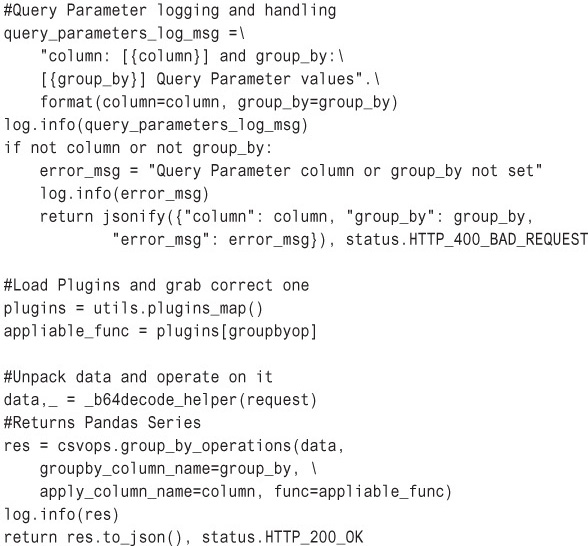 #Query Parameter logging and handling
query_parameters_log_msg =\
    "column: [{column}] and group_by:\
    [{group_by}] Query Parameter values".\
    format(column=column, group_by=group_by)
log.info(query_parameters_log_msg)
if not column or not group_by:
    error_msg = "Query Parameter column or group_by not set"
    log.info(error_msg)
    return jsonify({"column": column, "group_by": group_by,
            "error_msg": error_msg}), status.HTTP_400_BAD_REQUEST

#Load Plugins and grab correct one
plugins = utils.plugins_map()
appliable_func = plugins[groupbyop]

#Unpack data and operate on it
data,_ = _b64decode_helper(request)
#Returns Pandas Series
res = csvops.group_by_operations(data,
    groupby_column_name=group_by, \
    apply_column_name=column, func=appliable_func)
log.info(res)
return res.to_json(), status.HTTP_200_OK